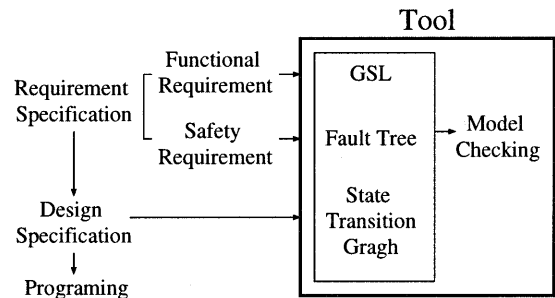 Tool
Functional
Requirement
GSL
Requirement
Specification
Safety
Requirement
Fault Tree
Model
Checking
State
Transition
Gragh
Design
Specification
Programing